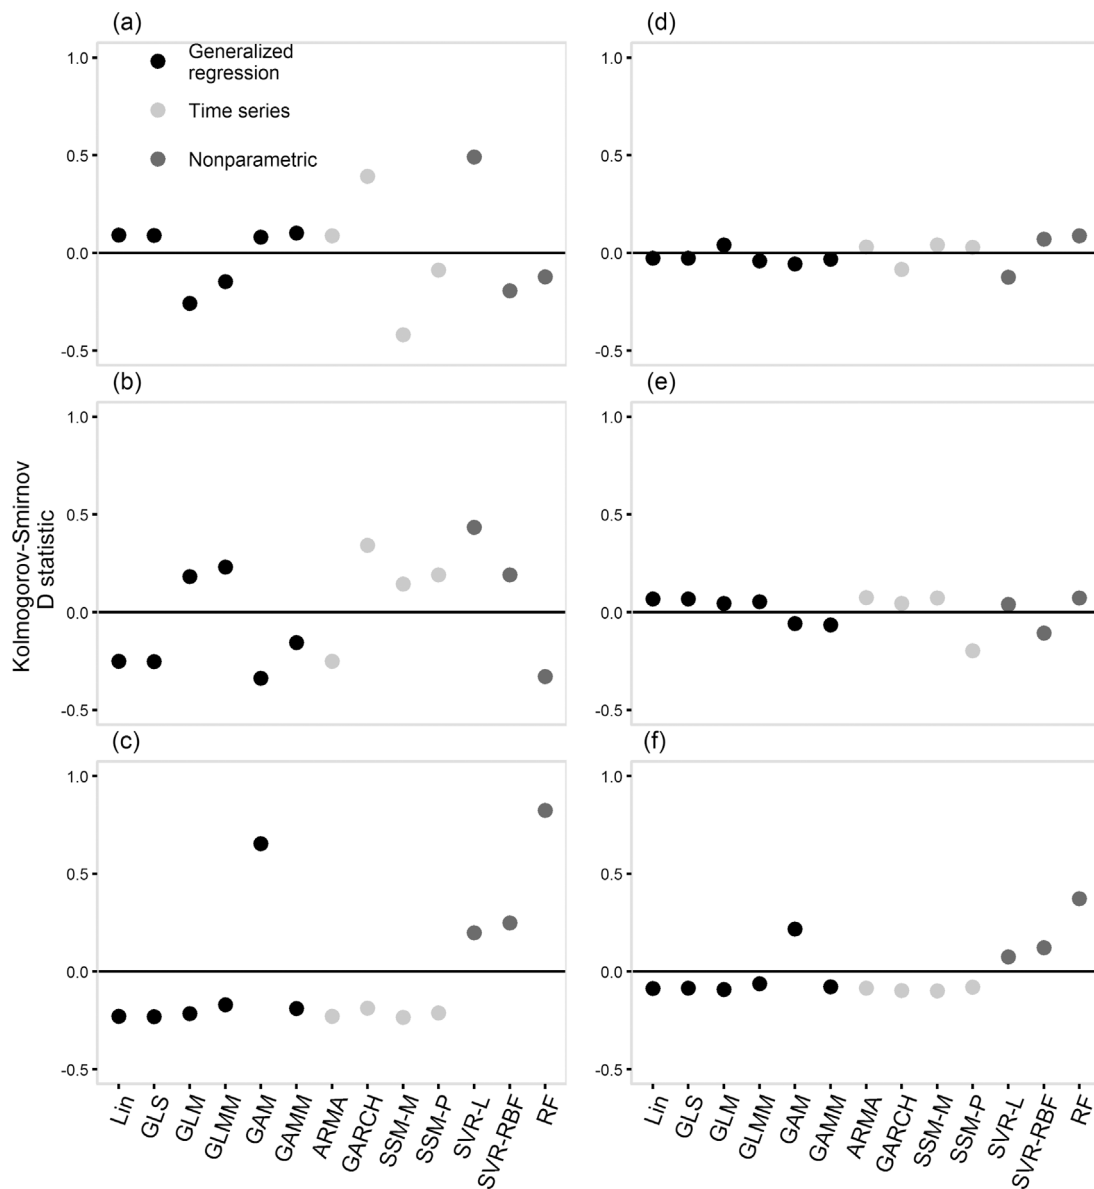 (a)
(d)
1.0
0.5
0.0
-0.5
Generalized
regression
Time series
Nonparametric
1.0
0.5
0.0
-0.5
(b)
(e)
Kolmogorov-Smirnov
D statistic
1.0
0.5
0.0
-0.5
1.0
0.5
0.0
-0.5
(c)
(f)
1.0
0.5
0.0
-0.5
1.0
0.5
0.0
-0.5
Lin
GLS
GLM
GLMM
GAM
GAMM
ARMA
GARCH
SSM-M
SSM-P
SVR-L
SVR-RBF
RF
Lin
GLS
GLM
GLMM
GAM
GAMM
ARMA
GARCH
SSM-M
SSM-P
SVR-L
SVR-RBF
RF